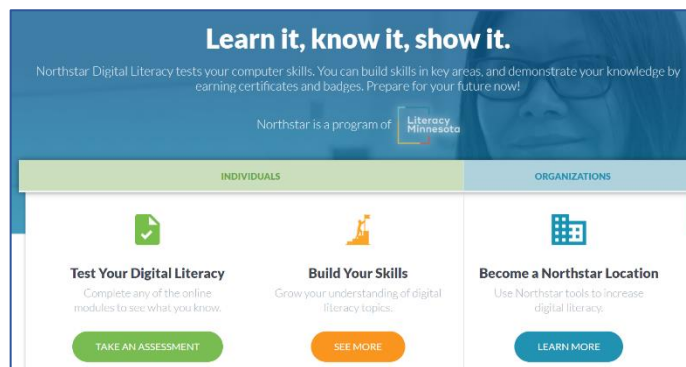 Learn it, know it, show it.
Northstar Digital Literacy tests your computer skills. You can build skills in key areas, and demonstrate your knowledge by
earning certificates and badges. Prepare for your future now!
Northstar is a program of
Literacy
Minnesota
INDIVIDUALS
ORGANIZATIONS
Test Your Digital Literacy
Complete any of the online
modules to see what you know.
TAKE AN ASSESSMENT
Build Your Skills
Grow your understanding of digital
literacy topics.
SEE MORE
Become a Northstar Location
Use Northstar tools to increase
digital literacy.
LEARN MORE